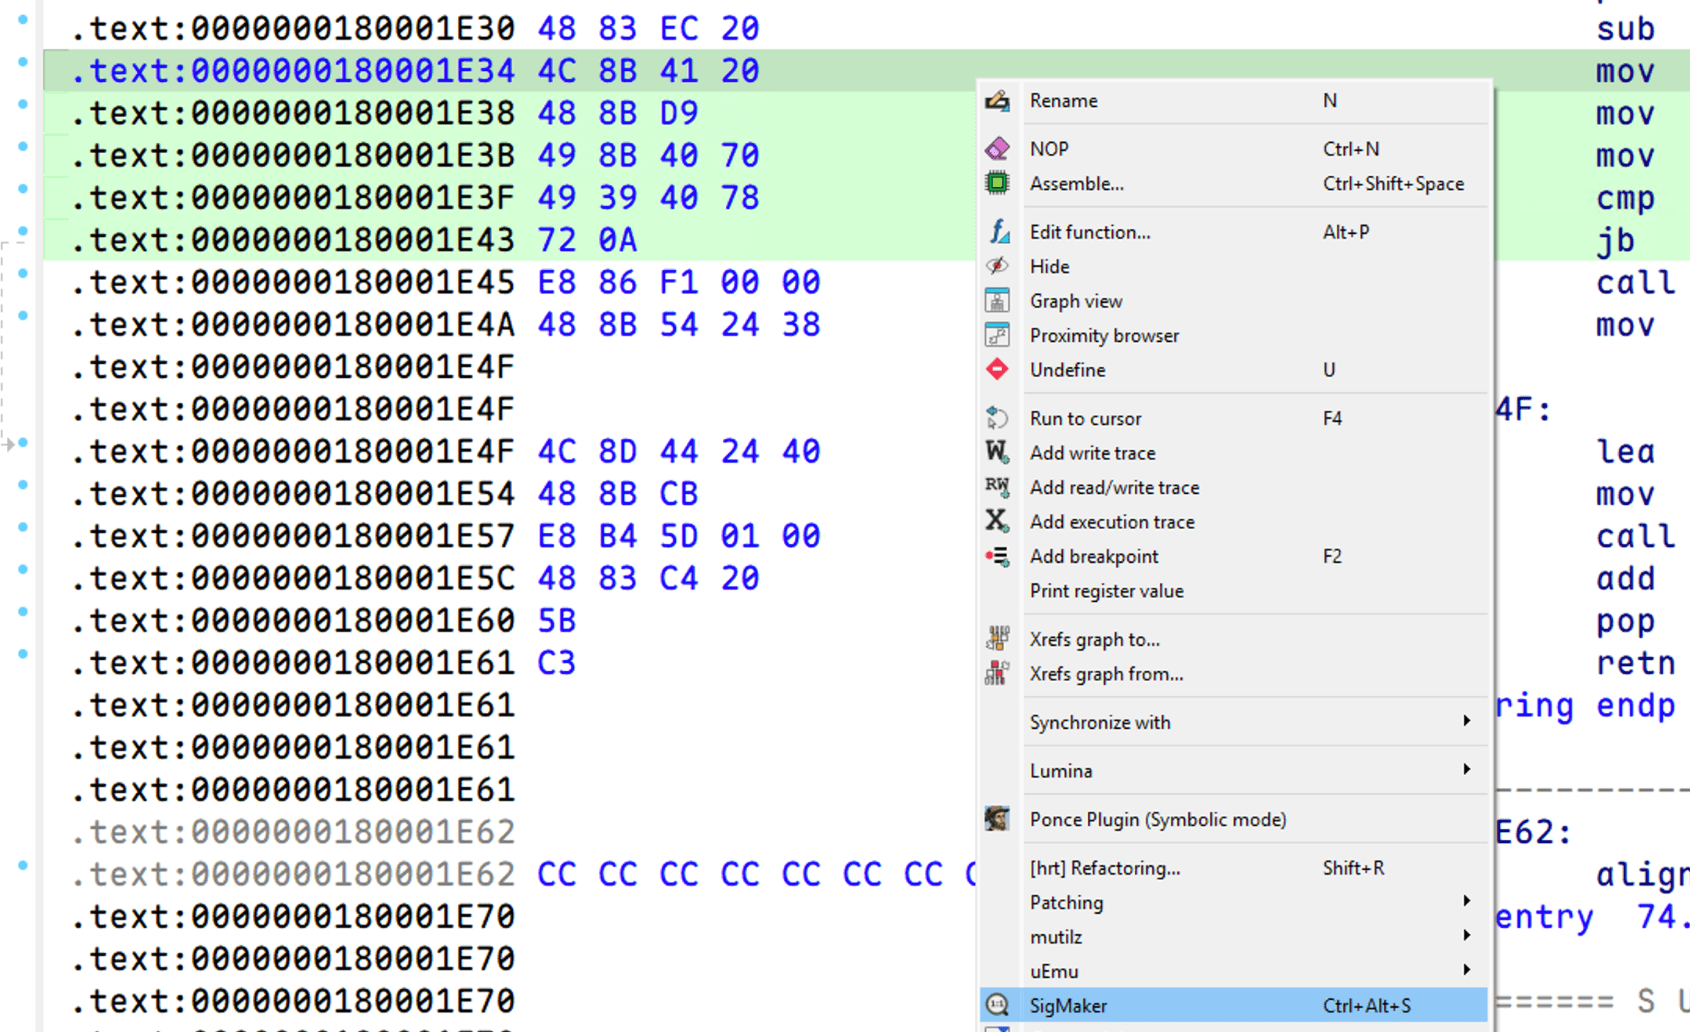 .text:0000000180001E30 48 83 EC 20 sub
.text:0000000180001E34 4C 8B 41 20 mov
.text:0000000180001E38 48 8B D9 mov
.text:0000000180001E3B 49 8B 40 70 mov
.text:0000000180001E3F 49 39 40 78 cmp
.text:0000000180001E43 72 0A jb
.text:0000000180001E45 E8 86 F1 00 00 call
.text:0000000180001E4A 48 8B 54 24 38 mov
.text:0000000180001E4F
.text:0000000180001E4F 4F:
.text:0000000180001E4F 4C 8D 44 24 40 lea
.text:0000000180001E54 48 8B CB mov
.text:0000000180001E57 E8 B4 5D 01 00 call
.text:0000000180001E5C 48 83 C4 20 add
.text:0000000180001E60 5B pop
.text:0000000180001E61 C3 retn
.text:0000000180001E61 ring endp
.text:0000000180001E61
.text:0000000180001E61 ---------
.text:0000000180001E62 E62:
.text:0000000180001E62 CC CC CC CC CC CC CC align
.text:0000000180001E70 entry 74.
.text:0000000180001E70
.text:0000000180001E70 ====== S U
Rename N
NOP Ctrl+N
Assemble... Ctrl+Shift+Space
Edit function... Alt+P
Hide
Graph view
Proximity browser
Undefine U
Run to cursor F4
Add write trace
Add read/write trace
Add execution trace
Add breakpoint F2
Print register value
Xrefs graph to...
Xrefs graph from...
Synchronize with
Lumina
Ponce Plugin (Symbolic mode)
[hrt] Refactoring... Shift+R
Patching
mutilz
uEmu
SigMaker Ctrl+Alt+S